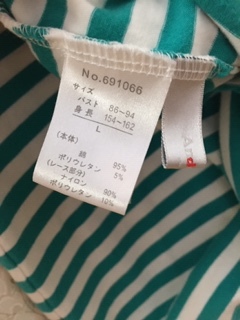 No.691066
サイズ
バスト 86~94
身長 154~162
L
(本体)
綿 95%
ポリウレタン 5%
(レース部分)
ナイロン 90%
ポリウレタン 10%
And